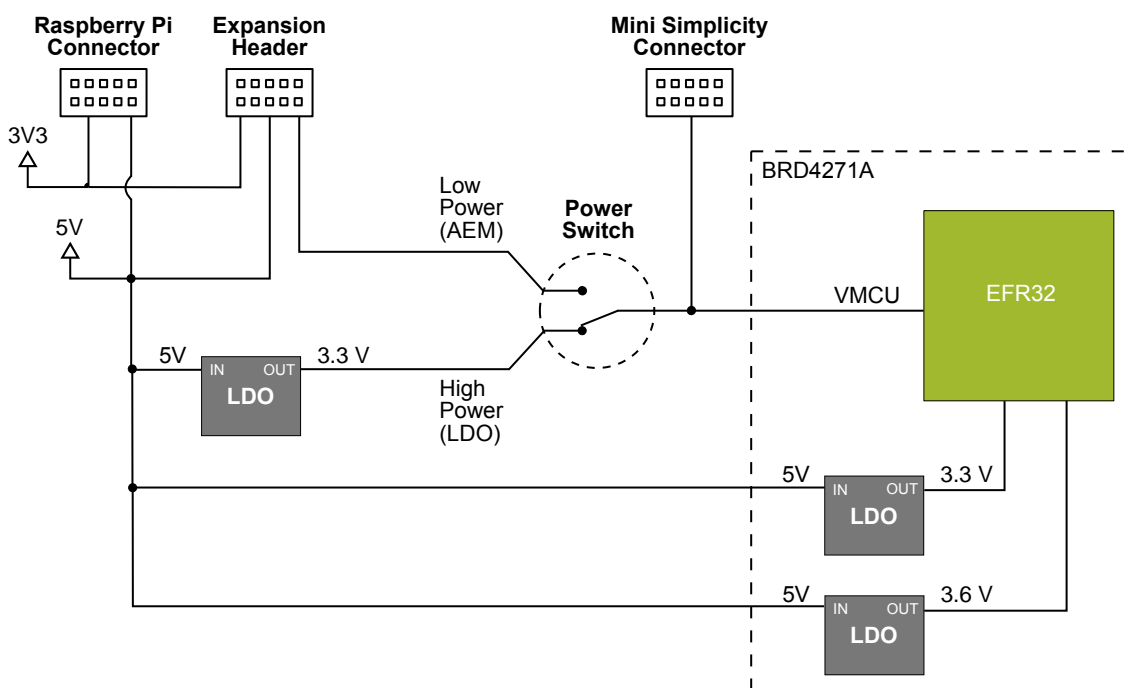 Raspberry Pi
Connector
Expansion
Header
Mini Simplicity
Connector
3V3
5V
Low
Power
(AEM)
Power
Switch
BRD4271A
VMCU
EFR32
5V
IN OUT
LDO
3.3 V
High
Power
(LDO)
5V
IN OUT
LDO
3.3 V
5V
IN OUT
LDO
3.6 V